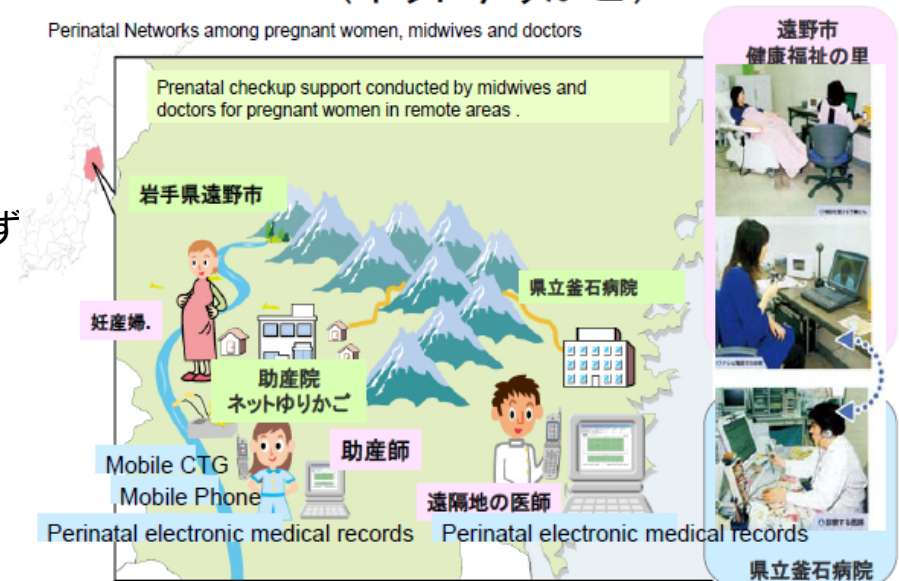 Perinatal Networks among pregnant women, midwives and doctors
遠野市
健康福祉の里
Prenatal checkup support conducted by midwives and
doctors for pregnant women in remote areas .
岩手県遠野市
ず
県立釜石病院
妊産婦.
助産院
ネットゆりかご
助産師
Mobile CTG
Mobile Phone
遠隔地の医師
Perinatal electronic medical records
Perinatal electronic medical records
県立釜石病院